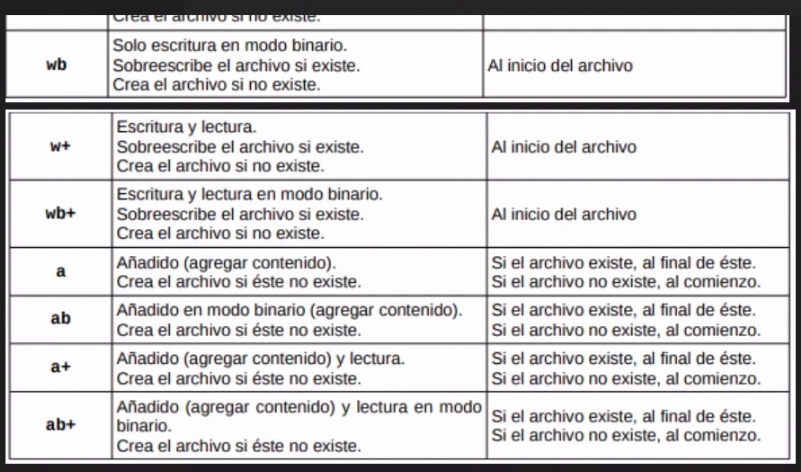 Crea el archivo si no existe.
wb
Solo escritura en modo binario.
Sobreescribe el archivo si existe.
Crea el archivo si no existe.
Al inicio del archivo
w+
Escritura y lectura.
Sobreescribe el archivo si existe.
Crea el archivo si no existe.
Al inicio del archivo
wb+
Escritura y lectura en modo binario.
Sobreescribe el archivo si existe.
Crea el archivo si no existe.
Al inicio del archivo
a
Añadido (agregar contenido).
Crea el archivo si éste no existe.
Si el archivo existe, al final de éste.
Si el archivo no existe, al comienzo.
ab
Añadido en modo binario (agregar contenido).
Crea el archivo si éste no existe.
Si el archivo existe, al final de éste.
Si el archivo no existe, al comienzo.
a+
Añadido (agregar contenido) y lectura.
Crea el archivo si éste no existe.
Si el archivo existe, al final de éste.
Si el archivo no existe, al comienzo.
ab+
Añadido (agregar contenido) y lectura en modo
binario.
Crea el archivo si éste no existe.
Si el archivo existe, al final de éste.
Si el archivo no existe, al comienzo.